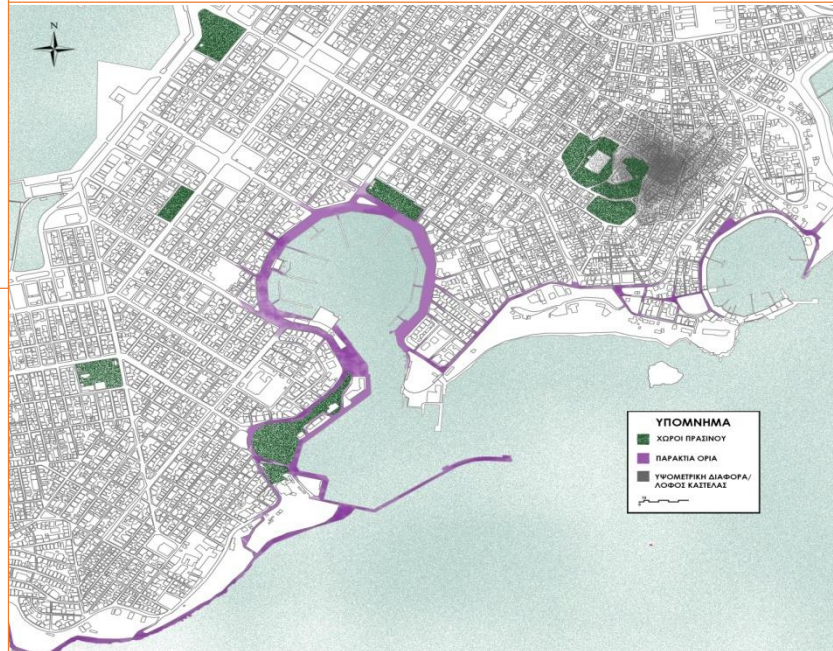 N
ΥΠΟΜΝΗΜΑ
ΧΩΡΟΙ ΠΡΑΣΙΝΟΥ
ΠΑΡΑΚΤΙΑ ΟΡΙΑ
ΥΨΟΜΕΤΡΙΚΗ ΔΙΑΦΟΡΑ/
ΛΟΦΟΣ ΚΑΣΤΕΛΑΣ